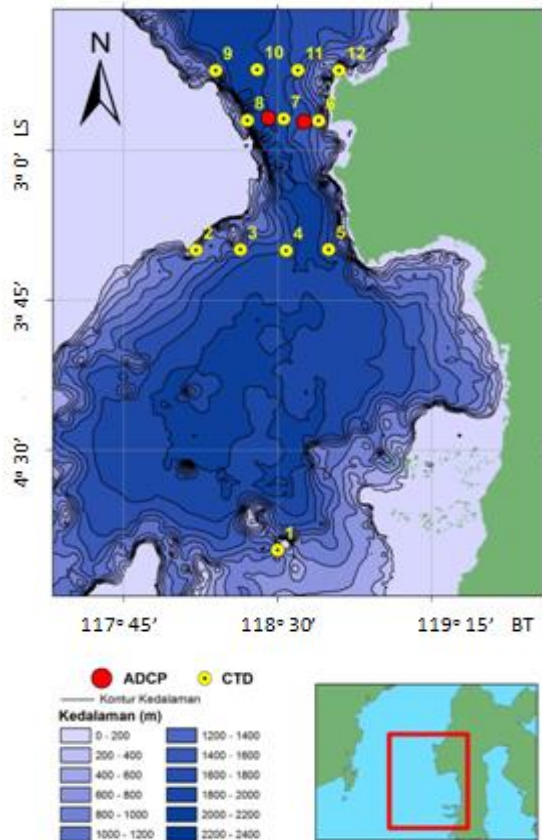 N
9 10 11 12
8 7 6
LS
3° 0'
2 3 4 5
3° 45'
4° 30'
1
117° 45' 118° 30' 119° 15' BT
ADCP CTD
Kontur Kedalaman
Kedalaman (m)
0 - 200 1200 - 1400
200 - 400 1400 - 1600
400 - 600 1600 - 1800
600 - 800 1800 - 2000
800 - 1000 2000 - 2200
1000 - 1200 2200 - 2400